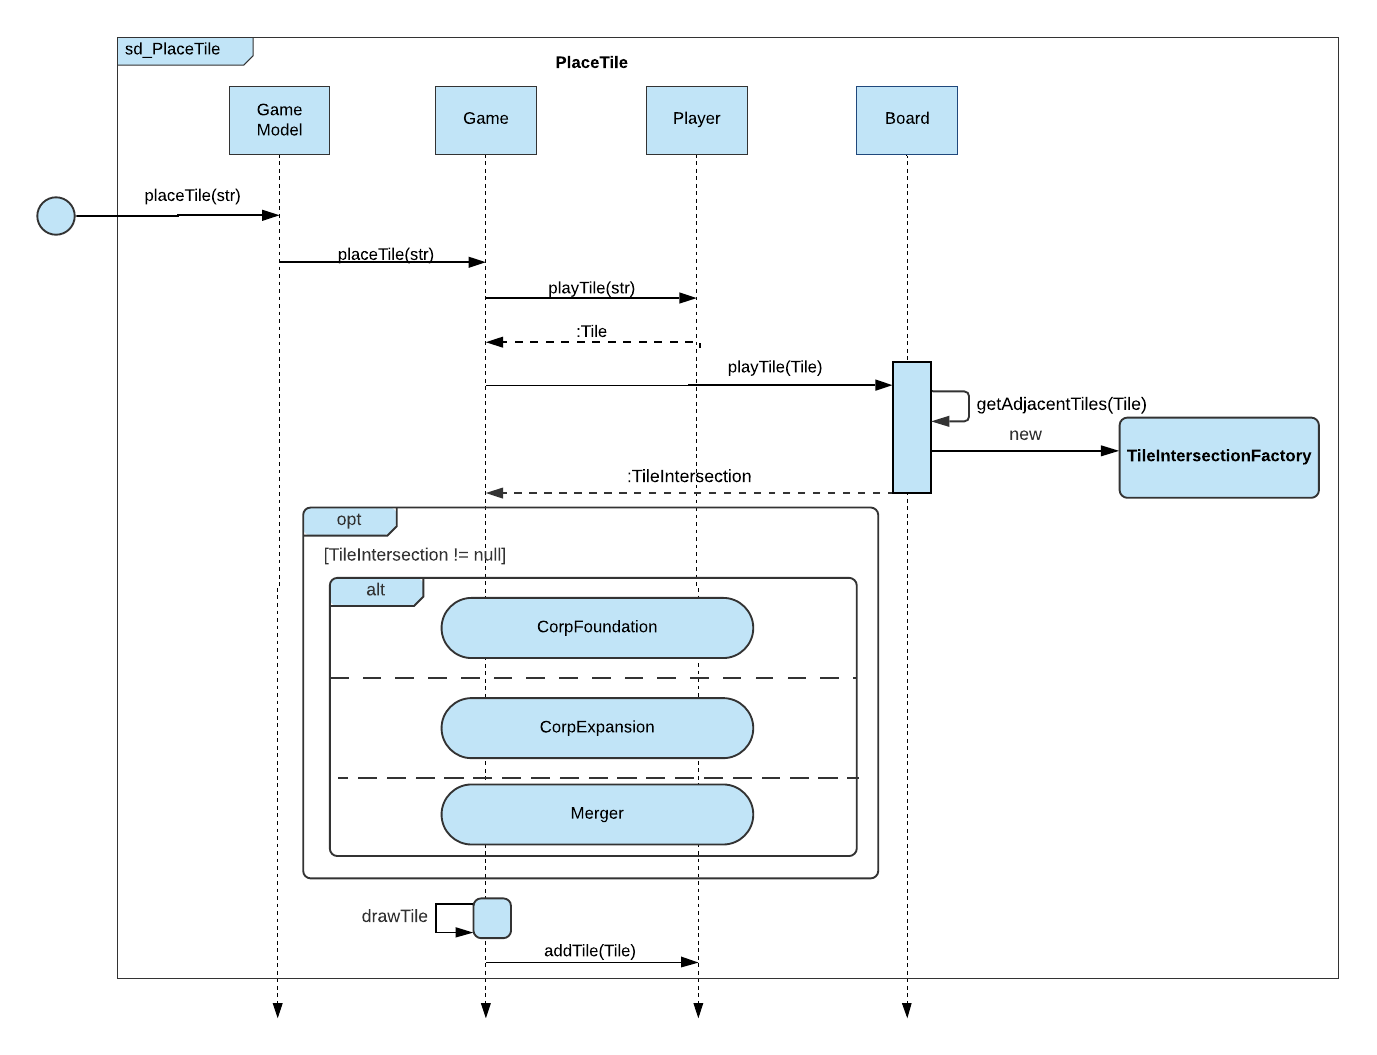 sd_PlaceTile
PlaceTile
Game
Model
Game
Player
Board
placeTile(str)
placeTile(str)
playTile(str)
:Tile
playTile(Tile)
getAdjacentTiles(Tile)
new
TileIntersectionFactory
:TileIntersection
opt
[TileIntersection != null]
alt
CorpFoundation
CorpExpansion
Merger
drawTile
addTile(Tile)